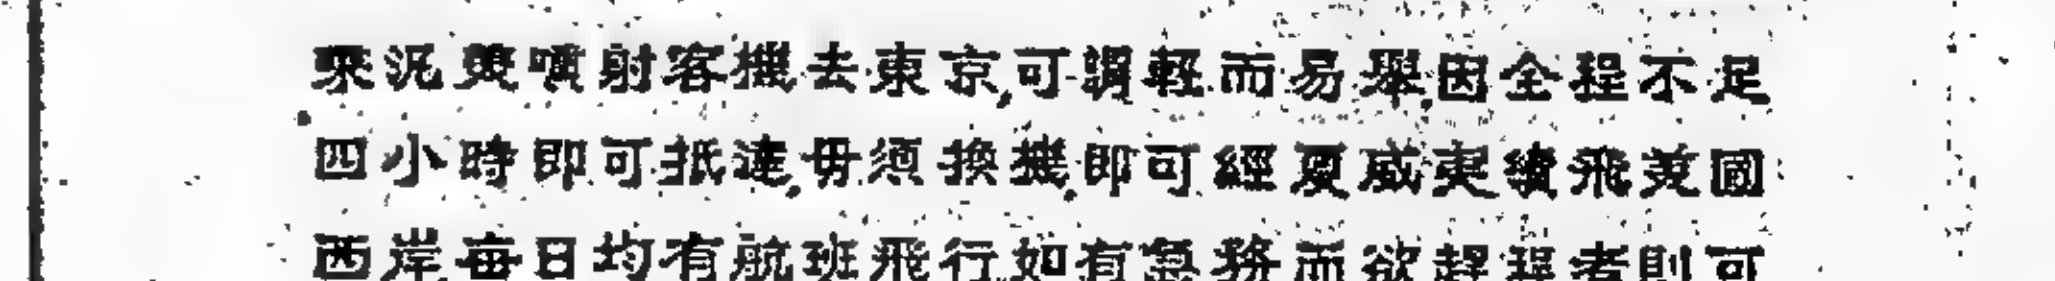 乘泛美噴射客機去東京,可謂輕而易舉,因全程不足
四小時即可抵達,毋須換機,即可經夏威夷續飛美國
西岸每日均有航班飛行如有急務而欲趕程者則可